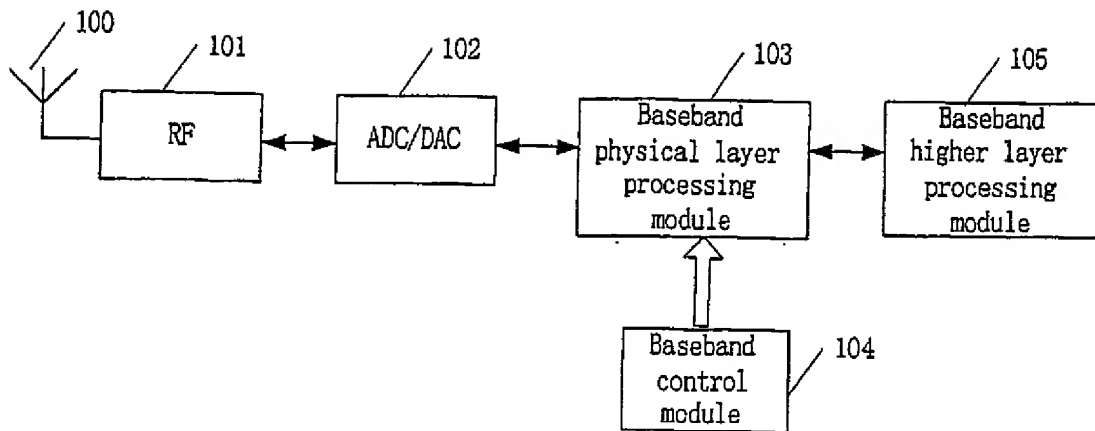 100
101
102
103
105
RF
ADC/DAC
Baseband
physical layer
processing
module
Baseband
higher layer
processing
module
Baseband
control
module
104